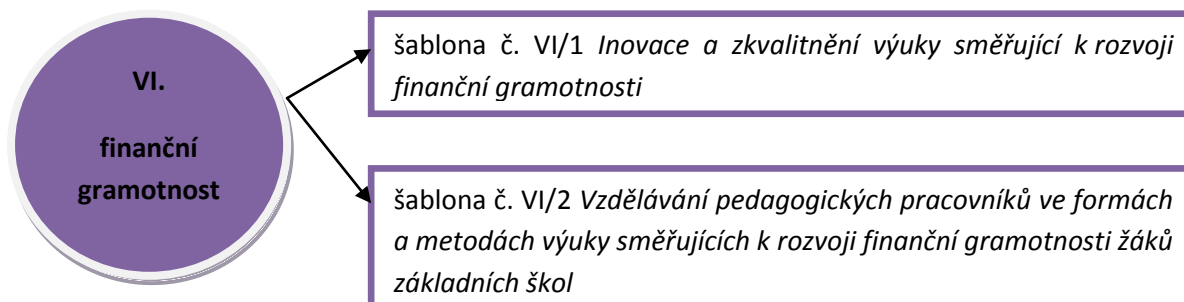 VI.
finanční
gramotnost
šablona č. VI/1 Inovace a zkvalitnění výuky směřující k rozvoji
finanční gramotnosti
šablona č. VI/2 Vzdělávání pedagogických pracovníků ve formách
a metodách výuky směřujících k rozvoji finanční gramotnosti žáků
základních škol